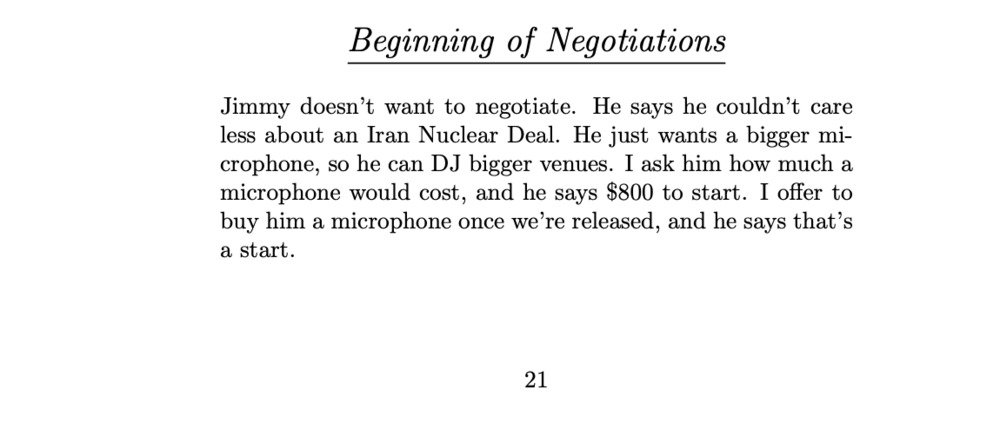 Beginning of Negotiations
Jimmy doesn’t want to negotiate. He says he couldn’t care
less about an Iran Nuclear Deal. He just wants a bigger mi-
crophone, so he can DJ bigger venues. I ask him how much a
microphone would cost, and he says $800 to start. I offer to
buy him a microphone once we’re released, and he says that’s
a start.
21